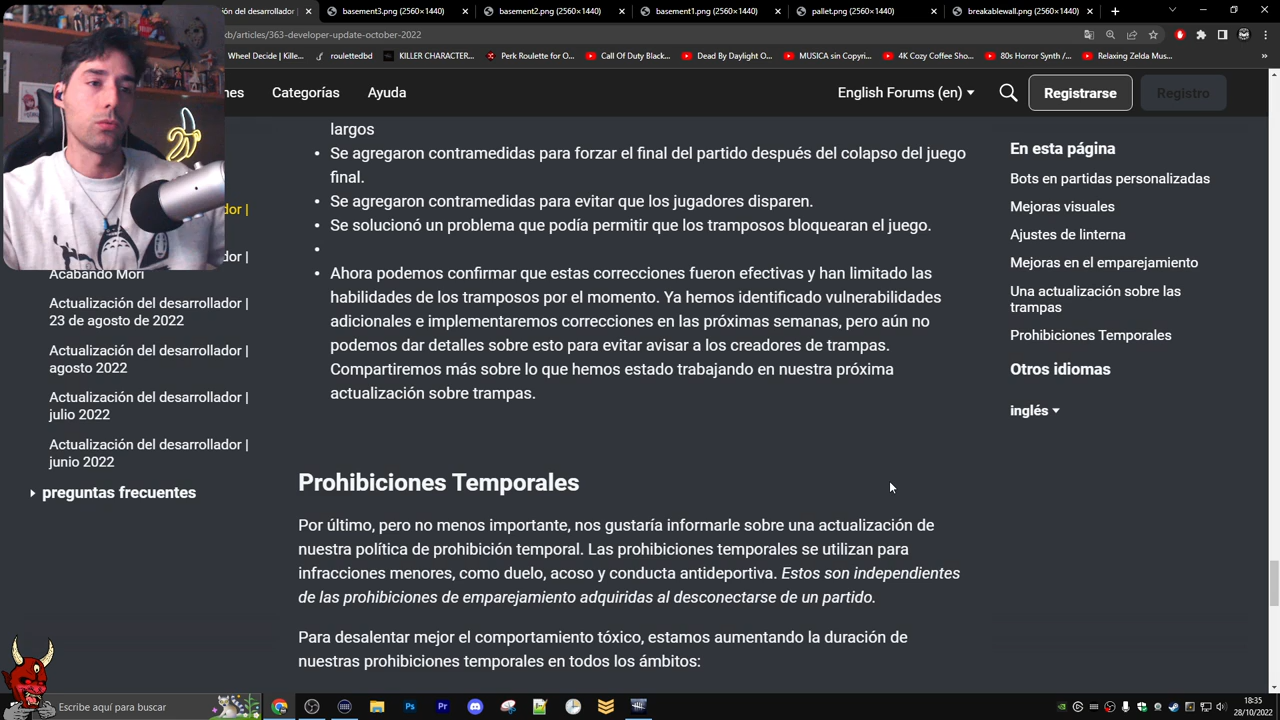 basement3.png (2560×1440)
basement2.png (2560×1440)
basement1.png (2560×1440)
pallet.png (2560×1440)
breakablewall.png (2560×1440)
kb/articles/363-developer-update-october-2022
Wheel Decide | Kille...
roulettedbd
KILLER CHARACTER...
Perk Roulette for O...
Call Of Duty Black...
Dead By Daylight O...
MUSICA sin Copyri...
4K Cozy Coffee Sho...
80s Horror Synth /...
Relaxing Zelda Mus...
nes
Categorías
Ayuda
English Forums (en)
Registrarse
Registro
largos
Se agregaron contramedidas para forzar el final del partido después del colapso del juego
final.
Se agregaron contramedidas para evitar que los jugadores disparen.
Se solucionó un problema que podía permitir que los tramposos bloquearan el juego.
Ahora podemos confirmar que estas correcciones fueron efectivas y han limitado las
habilidades de los tramposos por el momento. Ya hemos identificado vulnerabilidades
adicionales e implementaremos correcciones en las próximas semanas, pero aún no
podemos dar detalles sobre esto para evitar avisar a los creadores de trampas.
Compartiremos más sobre lo que hemos estado trabajando en nuestra próxima
actualización sobre trampas.
Prohibiciones Temporales
Por último, pero no menos importante, nos gustaría informarle sobre una actualización de
nuestra política de prohibición temporal. Las prohibiciones temporales se utilizan para
infracciones menores, como duelo, acoso y conducta antideportiva. Estos son independientes
de las prohibiciones de emparejamiento adquiridas al desconectarse de un partido.
Para desalentar mejor el comportamiento tóxico, estamos aumentando la duración de
nuestras prohibiciones temporales en todos los ámbitos:
En esta página
Bots en partidas personalizadas
Mejoras visuales
Ajustes de linterna
Mejoras en el emparejamiento
Una actualización sobre las
trampas
Prohibiciones Temporales
Otros idiomas
inglés
dor |
dor |
Acabando Mori
Actualización del desarrollador |
23 de agosto de 2022
Actualización del desarrollador |
agosto 2022
Actualización del desarrollador |
julio 2022
Actualización del desarrollador |
junio 2022
preguntas frecuentes
Escribe aquí para buscar
18:35
28/10/2022